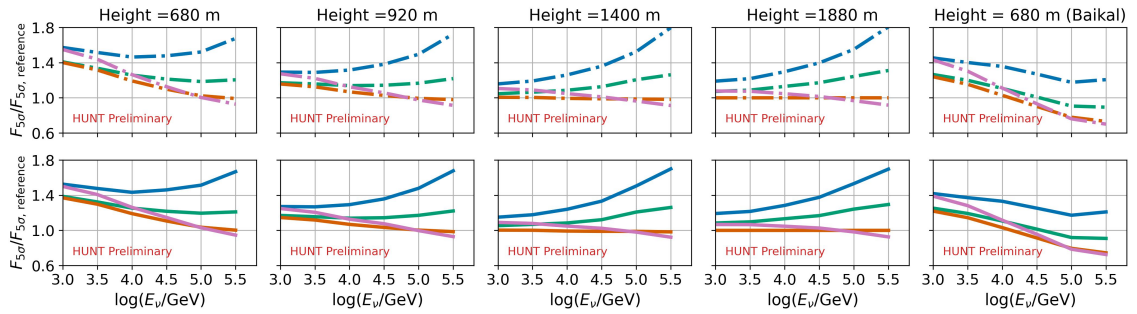 Height =680 m
Height =920 m
Height =1400 m
Height =1880 m
Height = 680 m (Baikal)
F5σ/F5σ, reference
1.8
1.4
1.0
0.6
HUNT Preliminary
HUNT Preliminary
HUNT Preliminary
HUNT Preliminary
HUNT Preliminary
F5σ/F5σ, reference
1.8
1.4
1.0
0.6
HUNT Preliminary
HUNT Preliminary
HUNT Preliminary
HUNT Preliminary
HUNT Preliminary
3.0 3.5 4.0 4.5 5.0 5.5
3.0 3.5 4.0 4.5 5.0 5.5
3.0 3.5 4.0 4.5 5.0 5.5
3.0 3.5 4.0 4.5 5.0 5.5
3.0 3.5 4.0 4.5 5.0 5.5
log(Eν/GeV)
log(Eν/GeV)
log(Eν/GeV)
log(Eν/GeV)
log(Eν/GeV)